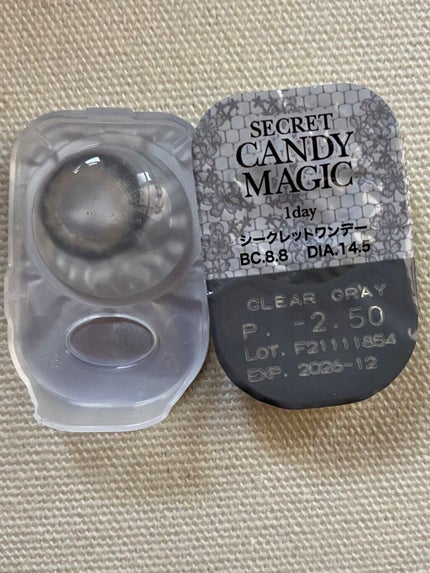 SECRET
CANDY
MAGIC
1day
シークレットワンデー
BC.8.8 DIA.14.5
CLEAR GRAY
P. -2.50
LOT. F21111854
EXP. 2026-12